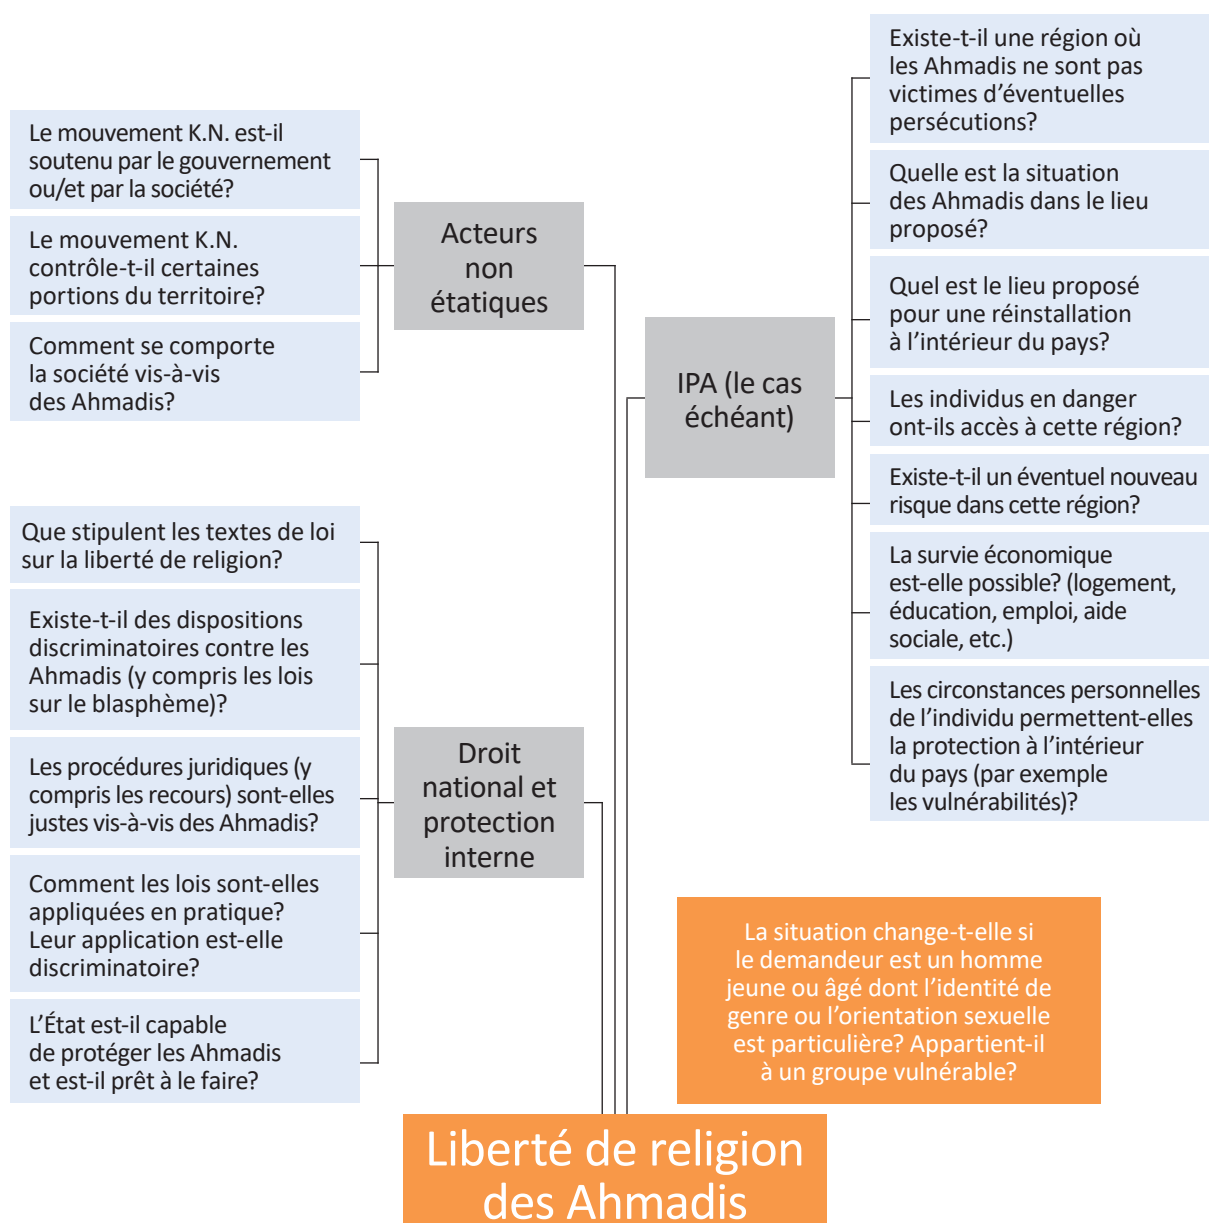 Le mouvement K.N. est-il
soutenu par le gouvernement
ou/et par la société?
Le mouvement K.N.
contrôle-t-il certaines
portions du territoire?
Comment se comporte
la société vis-à-vis
des Ahmadis?
Acteurs
non
étatiques
Existe-t-il une région où
les Ahmadis ne sont pas
victimes d’éventuelles
persécutions?
Quelle est la situation
des Ahmadis dans le lieu
proposé?
Quel est le lieu proposé
pour une réinstallation
à l’intérieur du pays?
Les individus en danger
ont-ils accès à cette région?
Existe-t-il un éventuel nouveau
risque dans cette région?
La survie économique
est-elle possible? (logement,
éducation, emploi, aide
sociale, etc.)
Les circonstances personnelles
de l’individu permettent-elles
la protection à l’intérieur
du pays (par exemple
les vulnérabilités)?
IPA (le cas
échéant)
Que stipulent les textes de loi
sur la liberté de religion?
Existe-t-il des dispositions
discriminatoires contre les
Ahmadis (y compris les lois
sur le blasphème)?
Les procédures juridiques (y
compris les recours) sont-elles
justes vis-à-vis des Ahmadis?
Comment les lois sont-elles
appliquées en pratique?
Leur application est-elle
discriminatoire?
L’État est-il capable
de protéger les Ahmadis
et est-il prêt à le faire?
Droit
national et
protection
interne
La situation change-t-elle si
le demandeur est un homme
jeune ou âgé dont l’identité de
genre ou l’orientation sexuelle
est particulière? Appartient-il
à un groupe vulnérable?
Liberté de religion
des Ahmadis